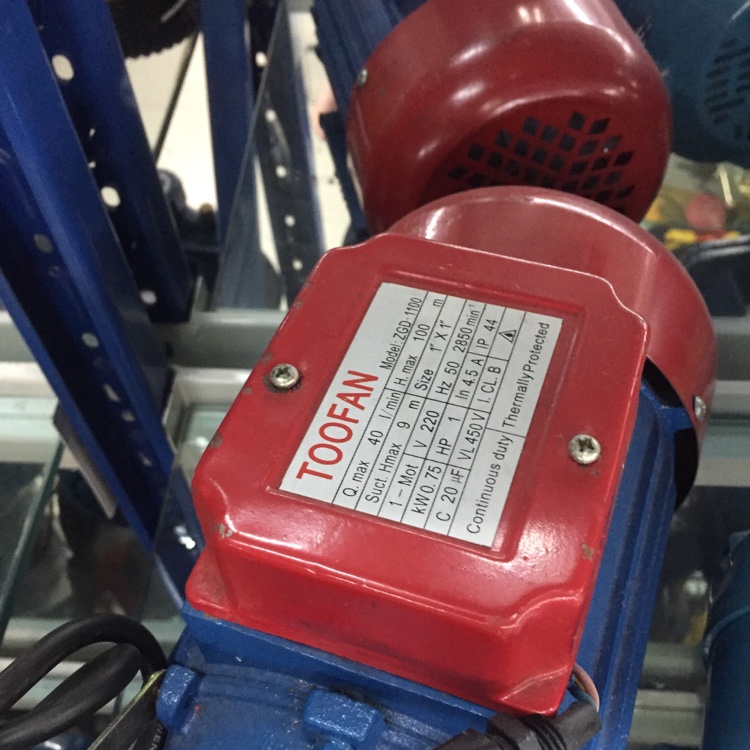 TOOFAN Model: ZGD-1100
Q. max 40 l/min H. max 100 m
Suct. Hmax 9 m Size 1" X 1"
1~Mot V 220 Hz 50 2850 min⁻¹
kW 0.75 HP 1 In 4.5 A IP 44
C 20 µF VL 450 V I. CL. B
Continuous duty Thermally Protected